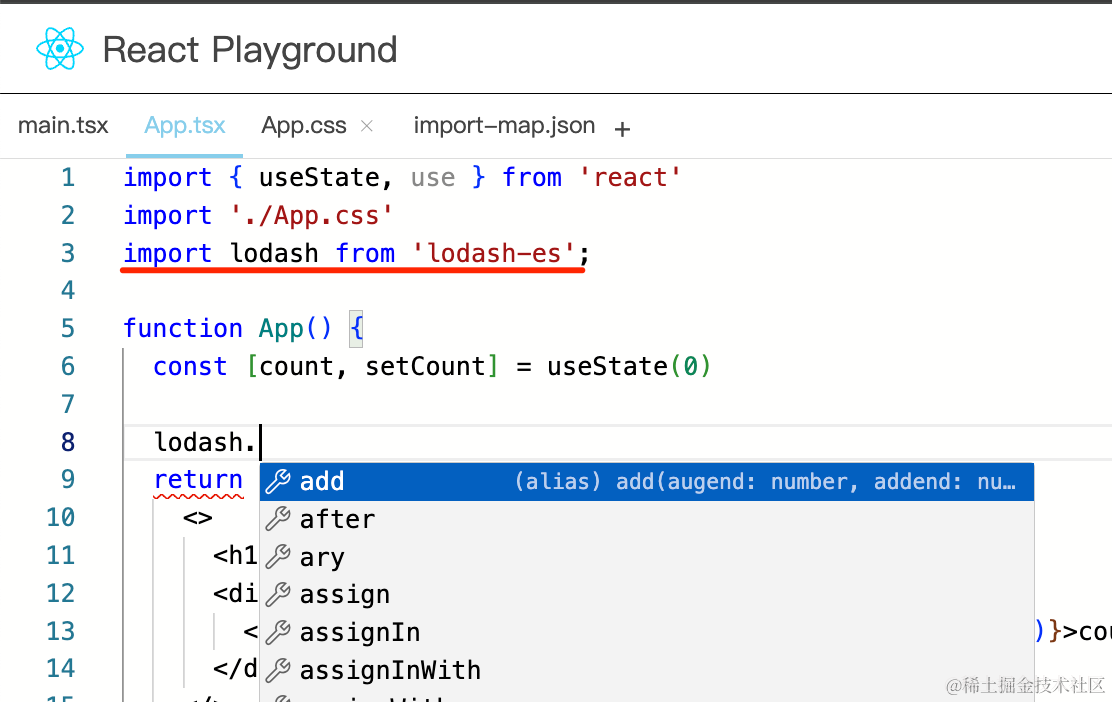 React Playground
main.tsx App.tsx App.css × import-map.json +
1 import { useState, use } from 'react'
2 import './App.css'
3 import lodash from 'lodash-es';
4
5 function App() {
6 const [count, setCount] = useState(0)
7
8 lodash.
9 return
add (alias) add(augend: number, addend: nu…
10 <>
after
11 <h1
ary
12 <di
assign
13 < )}>cou
assignIn
14 </d
assignInWith
@稀土掘金技术社区